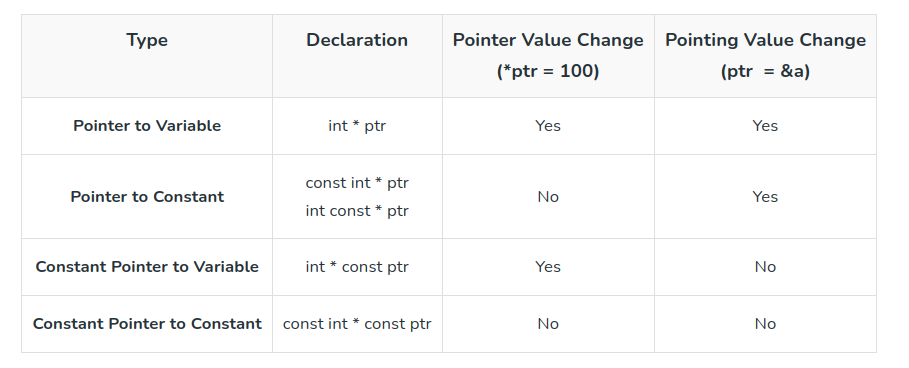 Type Declaration Pointer Value Change Pointing Value Change
(*ptr = 100) (ptr  = &a)
Pointer to Variable int * ptr Yes Yes
const int * ptr
Pointer to Constant No Yes
int const * ptr
Constant Pointer to Variable int * const ptr Yes No
Constant Pointer to Constant const int * const ptr No No